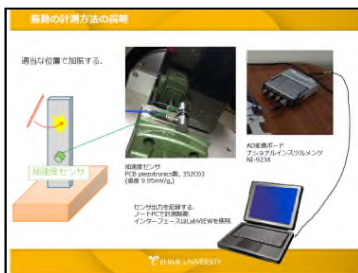 振動の計測方法の説明
適当な位置で加振する。
加速度センサ
加速度センサ
PCB piezotronics製, 352C03
(感度 9.95mV/g,)
AD変換ボード
ナショナルインスツルメンツ
NI-9234
センサ出力を記録する。
ノートPCで計測制御。
インターフェースはLabVIEWを使用。
EHIME UNIVERSITY